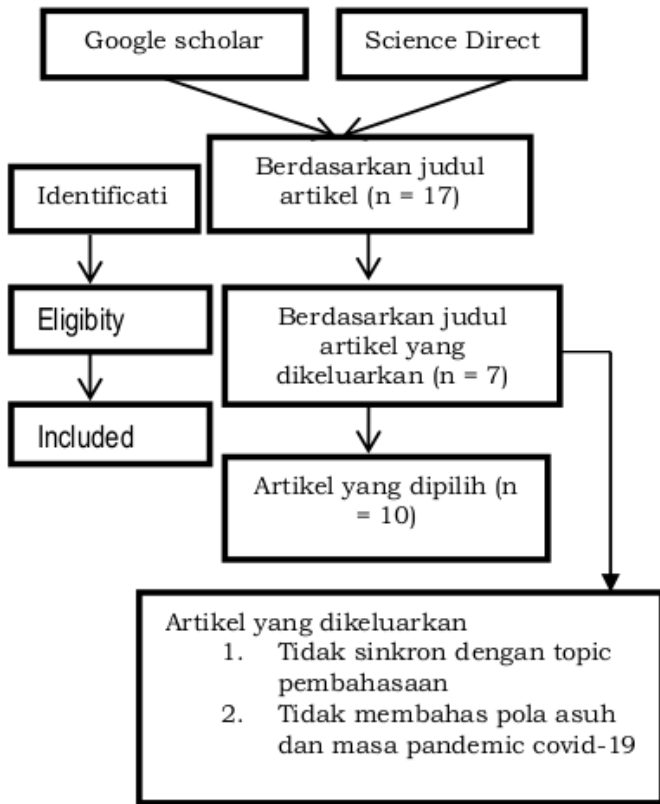 Google scholar
Science Direct
Berdasarkan judul
artikel (n = 17)
Identificati
Eligibity
Berdasarkan judul
artikel yang
dikeluarkan (n = 7)
Included
Artikel yang dipilih (n
= 10)
Artikel yang dikeluarkan
1. Tidak sinkron dengan topic
pembahasaan
2. Tidak membahas pola asuh
dan masa pandemic covid-19